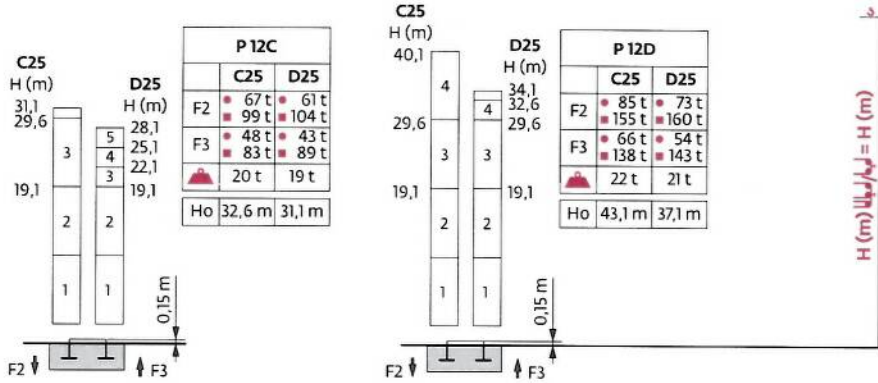 C25
H (m)
31,1
29,6
19,1
3
2
1
D25
H (m)
28,1
25,1
22,1
19,1
5
4
3
2
1
P 12C
C25 D25
F2 ● 67 t ● 61 t
■ 99 t ■ 104 t
F3 ● 48 t ● 43 t
■ 83 t ■ 89 t
20 t 19 t
Ho 32,6 m 31,1 m
0,15 m
F2 F3
C25
H (m)
40,1
29,6
19,1
4
3
2
1
D25
H (m)
34,1
32,6
29,6
19,1
4
3
2
1
P 12D
C25 D25
F2 ● 85 t ● 73 t
■ 155 t ■ 160 t
F3 ● 66 t ● 54 t
■ 138 t ■ 143 t
22 t 21 t
Ho 43,1 m 37,1 m
0,15 m
F2 F3
H (m)
= H (m)